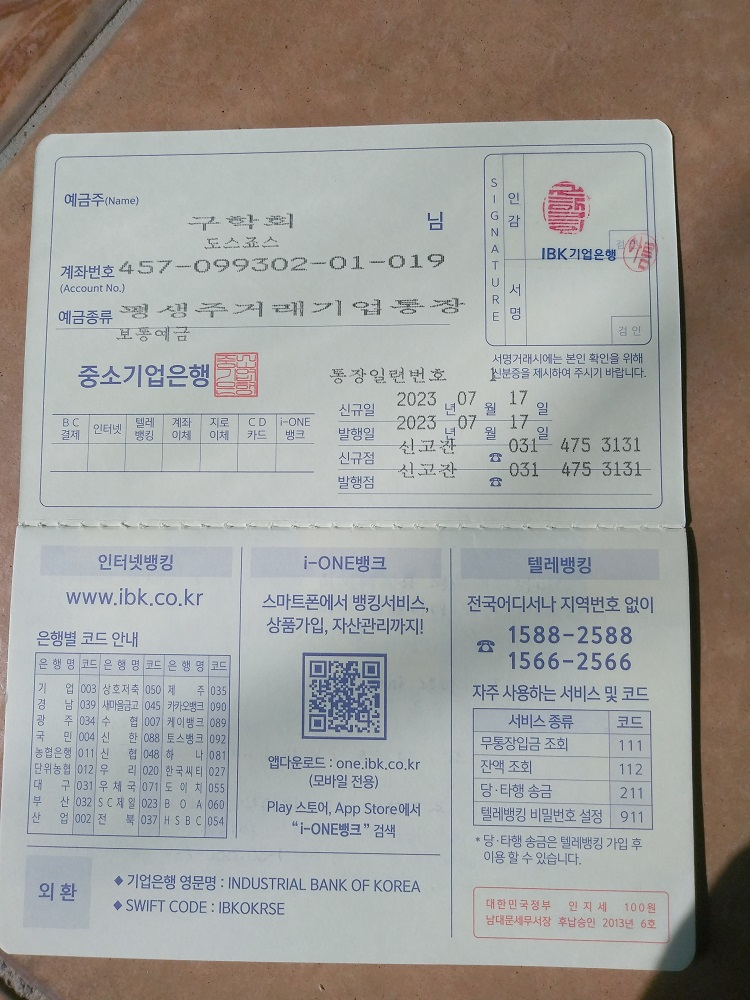 예금주(Name) 구학회 님
도스죠스
계좌번호 457-099302-01-019
(Account No.)
예금종류 평생주거래기업통장
보통예금
중소기업은행
SIGNATURE
인감
IBK기업은행
서명
검인
통장일련번호 1
서명거래시에는 본인 확인을 위해
신분증을 제시하여 주시기 바랍니다.
신규일 2023 년 07 월 17 일
발행일 2023 년 07 월 17 일
신규점 신고잔 ☎ 031 475 3131
발행점 신고잔 ☎ 031 475 3131
BC결제 인터넷 텔레뱅킹 계좌이체 지로이체 CD카드 i-ONE뱅크
인터넷뱅킹
www.ibk.co.kr
은행별 코드 안내
은행명 코드 은행명 코드 은행명 코드
기업 003 상호저축 050 제주 035
경남 039 새마을금고 045 카카오뱅크 090
광주 034 수협 007 케이뱅크 089
국민 004 신한 088 토스뱅크 092
농협은행 011 신협 048 하나 081
단위농협 012 우리 020 한국씨티 027
대구 031 우체국 071 도이치 055
부산 032 SC제일 023 BOA 060
산업 002 전북 037 HSBC 054
i-ONE뱅크
스마트폰에서 뱅킹서비스,
상품가입, 자산관리까지!
앱다운로드 : one.ibk.co.kr
(모바일 전용)
Play 스토어, App Store에서
"i-ONE뱅크" 검색
텔레뱅킹
전국어디서나 지역번호 없이
☎ 1588-2588
1566-2566
자주 사용하는 서비스 및 코드
서비스 종류 코드
무통장입금 조회 111
잔액 조회 112
당·타행 송금 211
텔레뱅킹 비밀번호 설정 911
* 당·타행 송금은 텔레뱅킹 가입 후
이용 할 수 있습니다.
외환
◆ 기업은행 영문명 : INDUSTRIAL BANK OF KOREA
◆ SWIFT CODE : IBKOKRSE
대한민국정부 인지세 100원
남대문세무서장 후납승인 2013년 6호